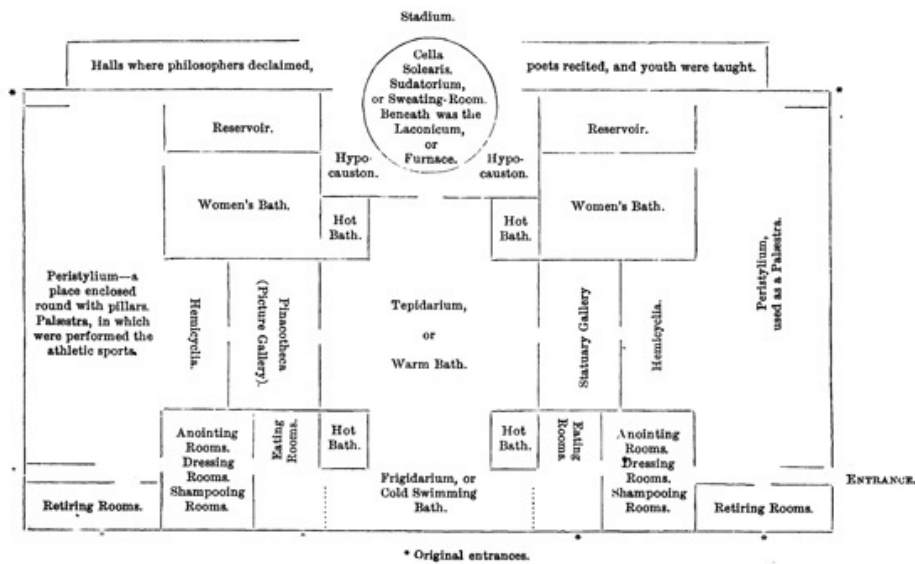 Stadium.
Halls where philosophers declaimed,
poets recited, and youth were taught.
Cella
Solearis.
Sudatorium,
or Sweating-Room.
Beneath was the
Laconicum,
or
Furnace.
Reservoir.
Reservoir.
Hypo-
causton.
Hypo-
causton.
Women's Bath.
Women's Bath.
Hot
Bath.
Hot
Bath.
Peristylium—a
place enclosed
round with pillars.
Palæstra, in which
were performed the
athletic sports.
Hemicyclia.
Pinacotheca
(Picture Gallery).
Tepidarium,
or
Warm Bath.
Statuary Gallery
Hemicyclia.
Peristylium,
used as a Palæstra.
Anointing
Rooms.
Dressing
Rooms.
Shampooing
Rooms.
Eating
Rooms.
Hot
Bath.
Hot
Bath.
Eating
Rooms.
Anointing
Rooms.
Dressing
Rooms.
Shampooing
Rooms.
Frigidarium, or
Cold Swimming
Bath.
ENTRANCE.
Retiring Rooms.
Retiring Rooms.
* Original entrances.